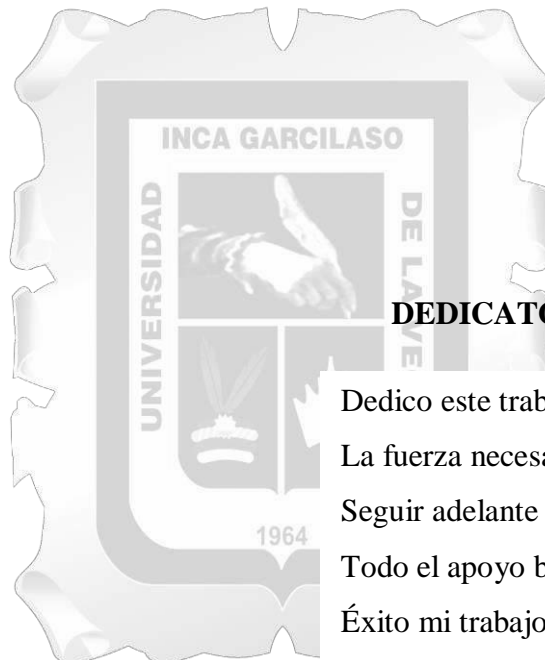 INCA GARCILASO
UNIVERSIDAD
DE LA VE
1964
DEDICATO
Dedico este trab
La fuerza necesa
Seguir adelante
Todo el apoyo b
Éxito mi trabajo